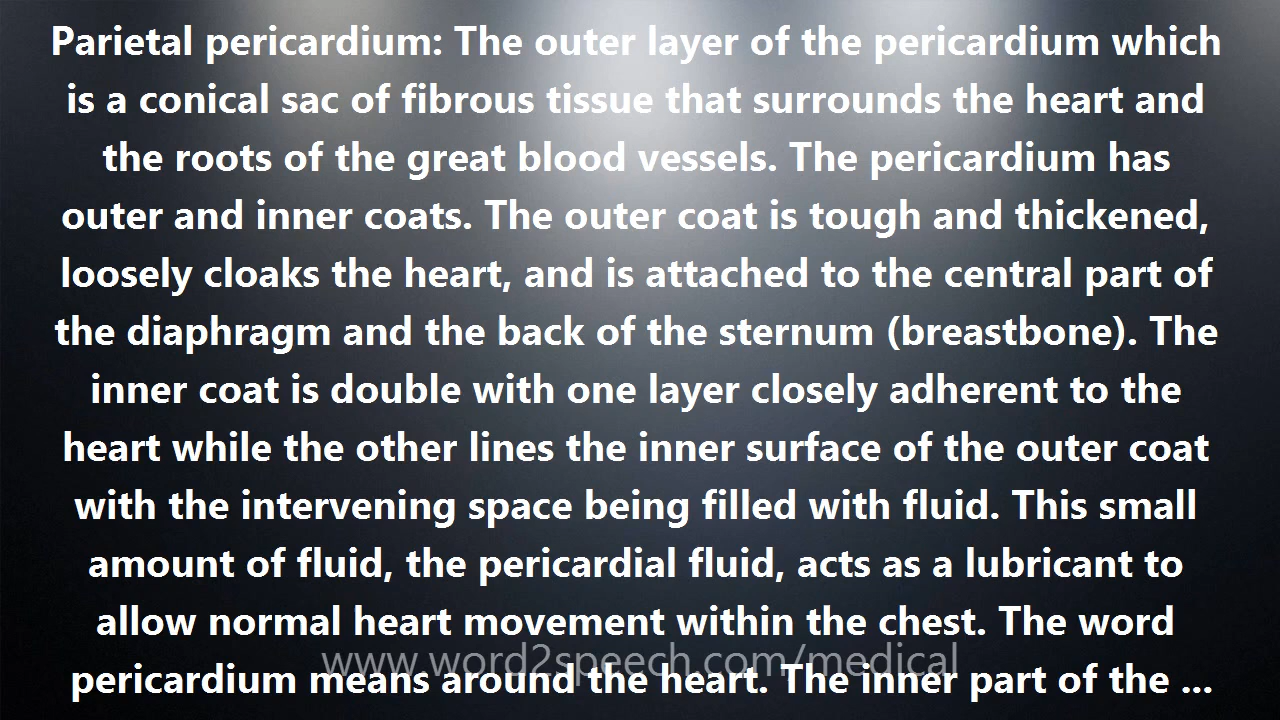 Parietal pericardium: The outer layer of the pericardium which
is a conical sac of fibrous tissue that surrounds the heart and
the roots of the great blood vessels. The pericardium has
outer and inner coats. The outer coat is tough and thickened,
loosely cloaks the heart, and is attached to the central part of
the diaphragm and the back of the sternum (breastbone). The
inner coat is double with one layer closely adherent to the
heart while the other lines the inner surface of the outer coat
with the intervening space being filled with fluid. This small
amount of fluid, the pericardial fluid, acts as a lubricant to
allow normal heart movement within the chest. The word
www.word2speech.com/medical
pericardium means around the heart. The inner part of the ...